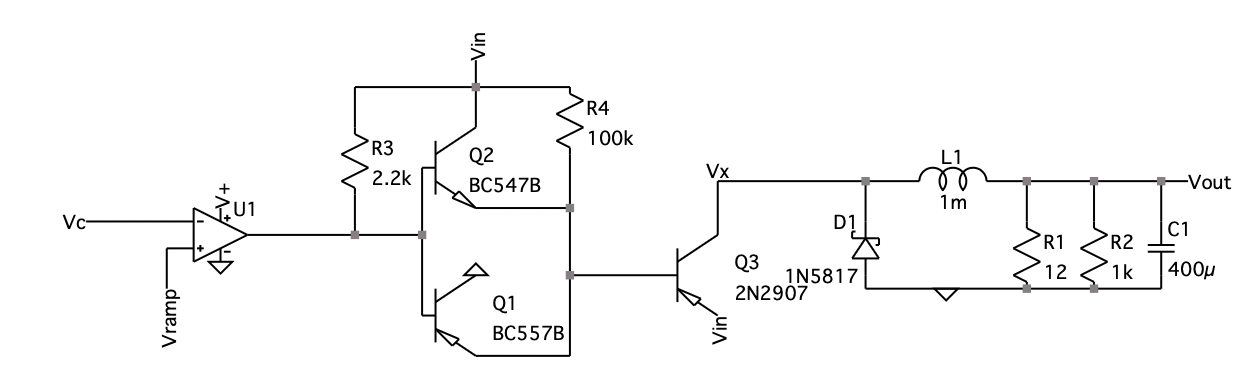 Vin
R4
100k
R3
2.2k
Q2
BC547B
V+
U1
Vc
Vramp
Q1
BC557B
Vx
Q3
2N2907
Vin
D1
1N5817
L1
1m
R1
12
R2
1k
C1
400µ
Vout